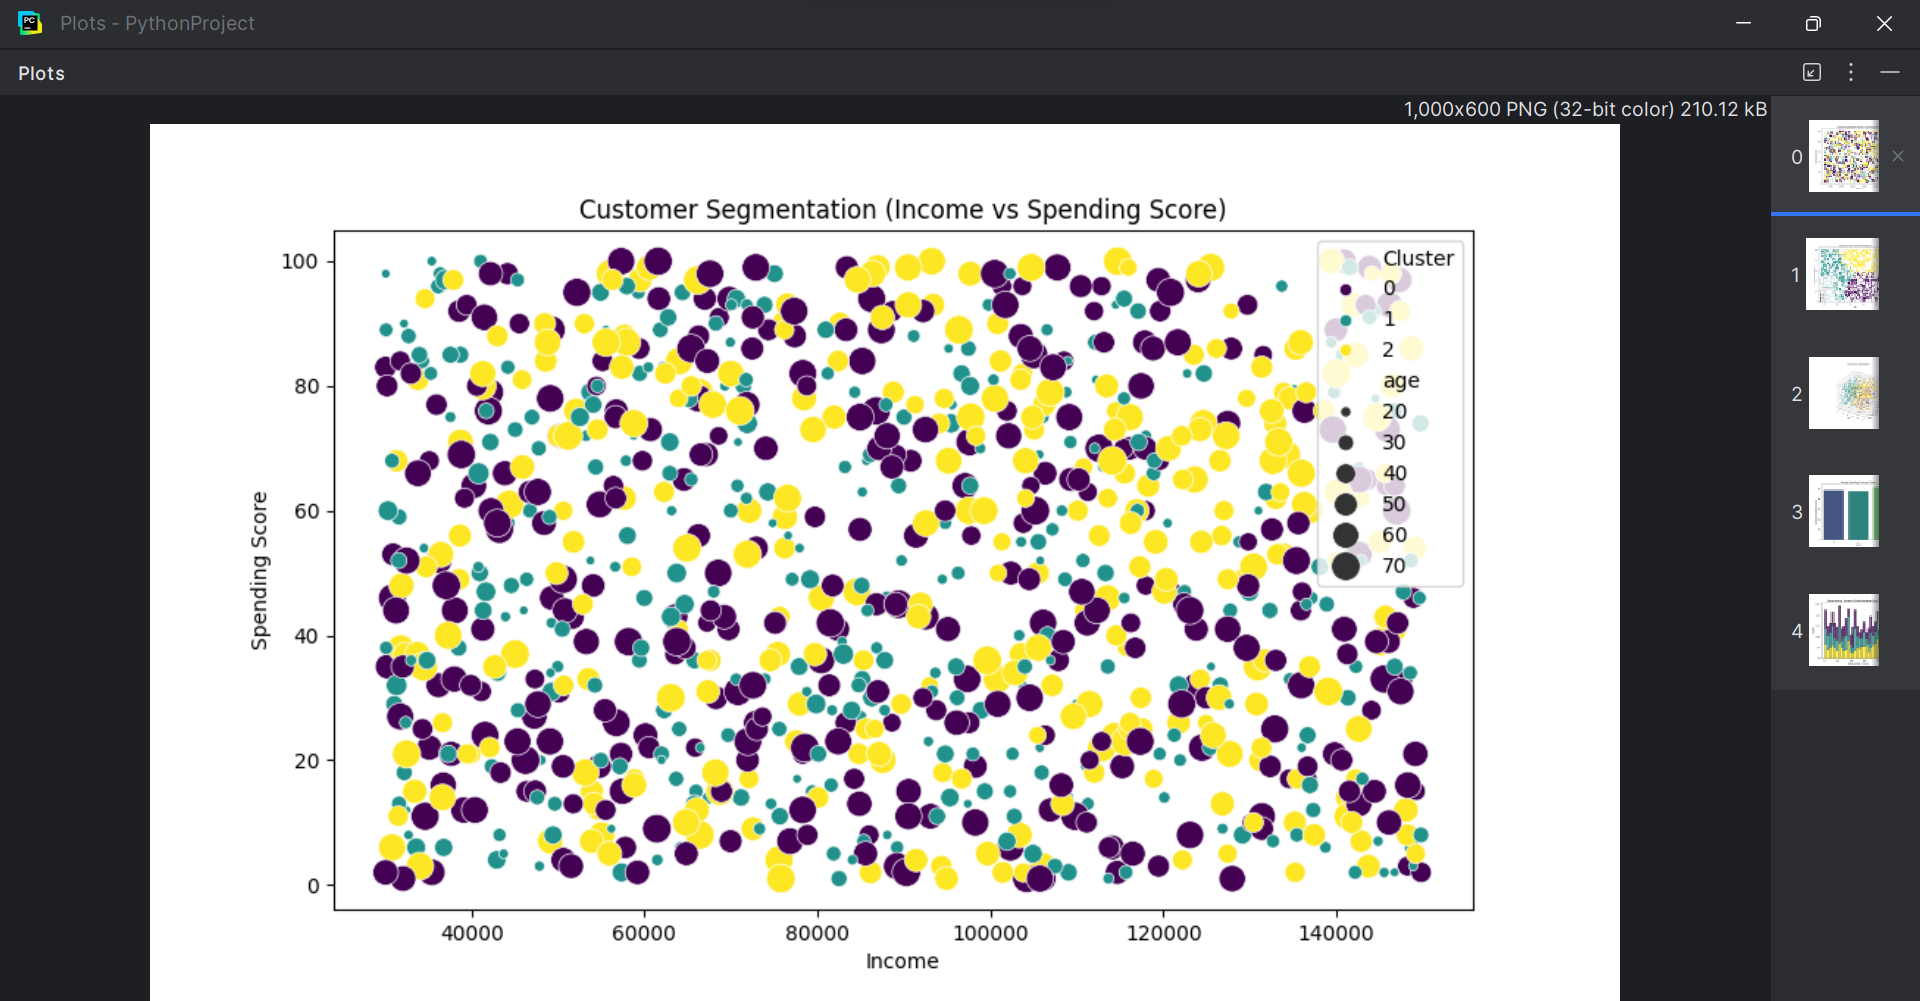 PC
Plots - PythonProject
Plots
1,000x600 PNG (32-bit color) 210.12 kB
Customer Segmentation (Income vs Spending Score)
100
80
60
40
20
0
Spending Score
40000 60000 80000 100000 120000 140000
Income
Cluster
0
1
2
age
20
30
40
50
60
70
0
1
2
3
4